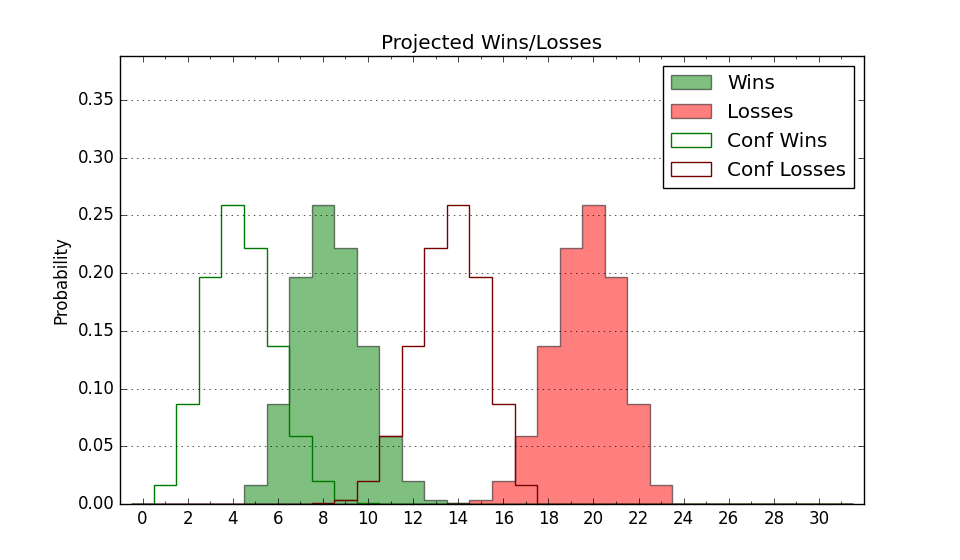 Projected Wins/Losses
Wins
Losses
Conf Wins
Conf Losses
Probability
0.35
0.30
0.25
0.20
0.15
0.10
0.05
0.00
0 2 4 6 8 10 12 14 16 18 20 22 24 26 28 30